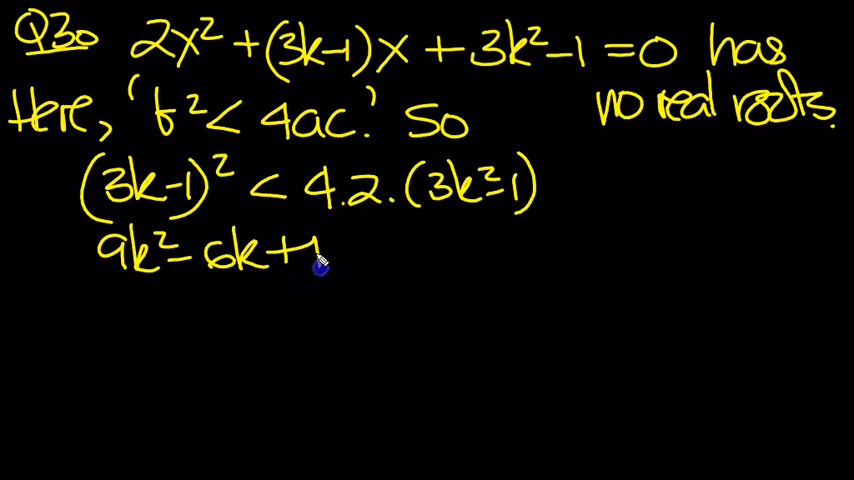 Q30 2x² + (3k-1)x + 3k²-1 = 0 has
no real roots.
Here, 'b² < 4ac.' So
(3k-1)² < 4.2.(3k²-1)
9k² - 6k + 1